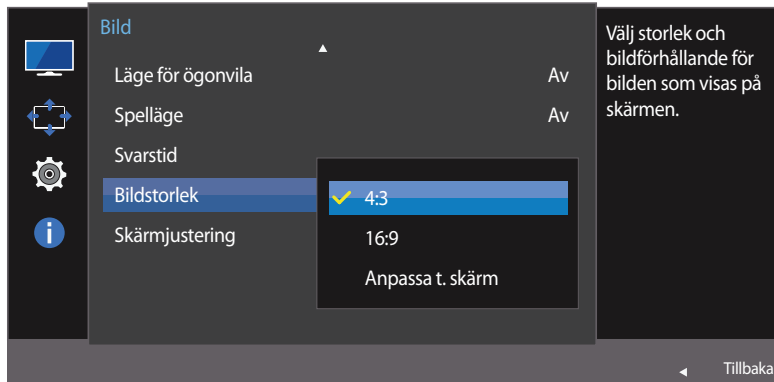 Bild
Läge för ögonvila Av
Spelläge Av
Svarstid
Bildstorlek
Skärmjustering
4:3
16:9
Anpassa t. skärm
Välj storlek och
bildförhållande för
bilden som visas på
skärmen.
Tillbaka